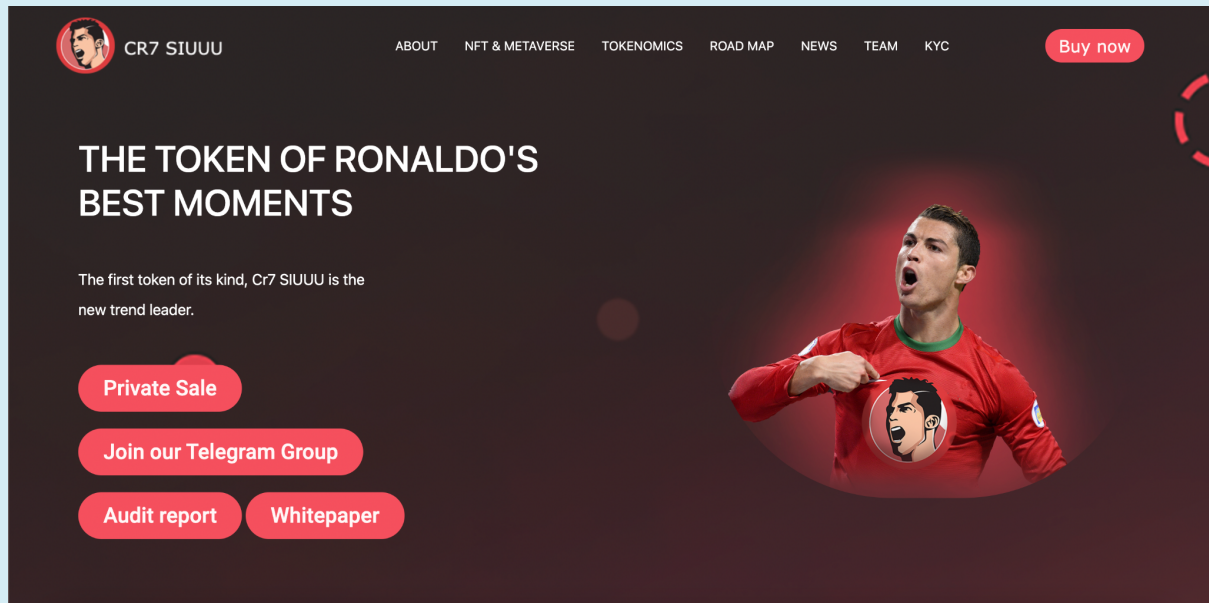 CR7 SIUUU
ABOUT NFT & METAVERSE TOKENOMICS ROAD MAP NEWS TEAM KYC
Buy now
THE TOKEN OF RONALDO'S
BEST MOMENTS
The first token of its kind, Cr7 SIUUU is the
new trend leader.
Private Sale
Join our Telegram Group
Audit report Whitepaper